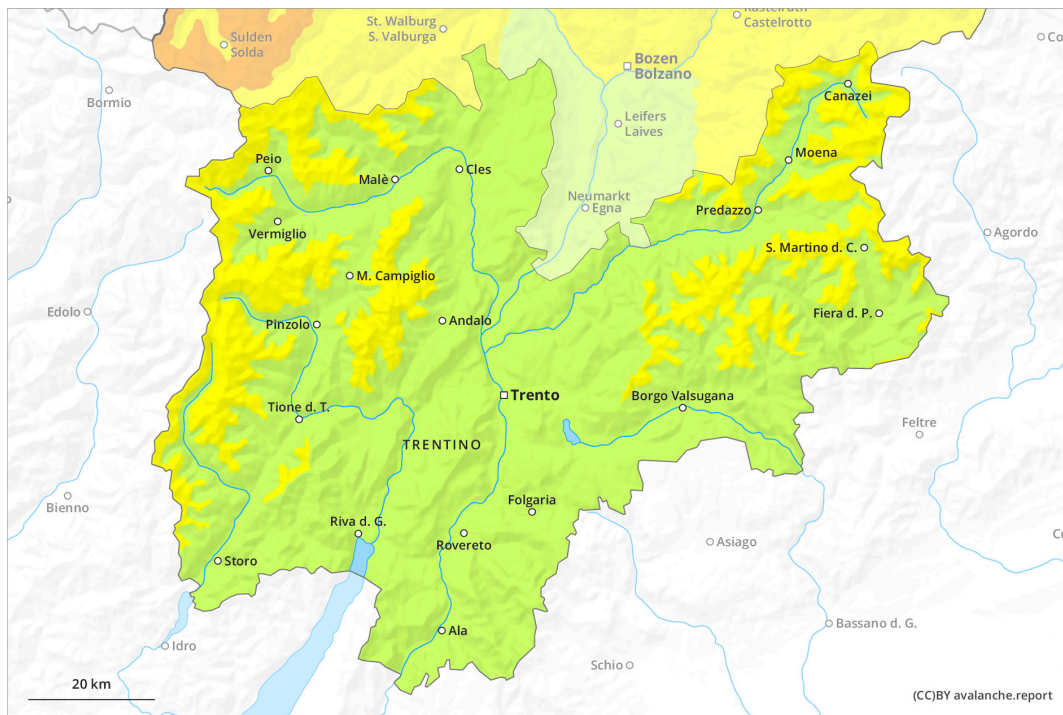 St. Walburg
S. Valburga
Kastelruth
Castelrotto
Sulden
Solda
Bozen
Bolzano
Bormio
Canazei
Leifers
Laives
Moena
Peio
Malè
Cles
Neumarkt
Egna
Predazzo
Vermiglio
Agordo
S. Martino d. C.
M. Campiglio
Edolo
Pinzolo
Andalo
Fiera d. P.
Trento
Borgo Valsugana
Tione d. T.
Feltre
TRENTINO
Bienno
Folgaria
Riva d. G.
Rovereto
Asiago
Storo
Ala
Bassano d. G.
Idro
Schio
20 km
(CC)BY avalanche.report